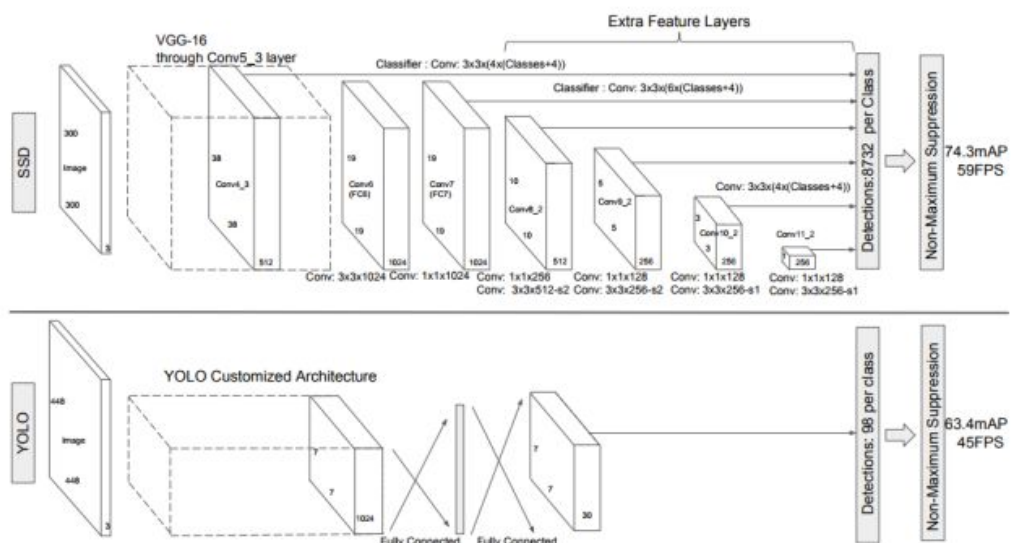 Extra Feature Layers
VGG-16
through Conv5_3 layer
Classifier : Conv: 3x3x(4x(Classes+4))
Classifier : Conv: 3x3x(6x(Classes+4))
SSD
300
Image
300
3
38
Conv4_3
38
512
19
Conv6
(FC6)
19
1024
19
Conv7
(FC7)
19
1024
10
Conv8_2
10
512
5
Conv9_2
5
256
Conv: 3x3x(4x(Classes+4))
3
Conv10_2
3
256
Conv11_2
256
Conv: 3x3x1024
Conv: 1x1x1024
Conv: 1x1x256
Conv: 3x3x512-s2
Conv: 1x1x128
Conv: 3x3x256-s2
Conv: 1x1x128
Conv: 3x3x256-s1
Conv: 1x1x128
Conv: 3x3x256-s1
Detections:8732 per Class
Non-Maximum Suppression
74.3mAP
59FPS
YOLO
448
Image
448
3
YOLO Customized Architecture
7
7
1024
Fully Connected
Fully Connected
7
7
30
Detections: 98 per class
Non-Maximum Suppression
63.4mAP
45FPS